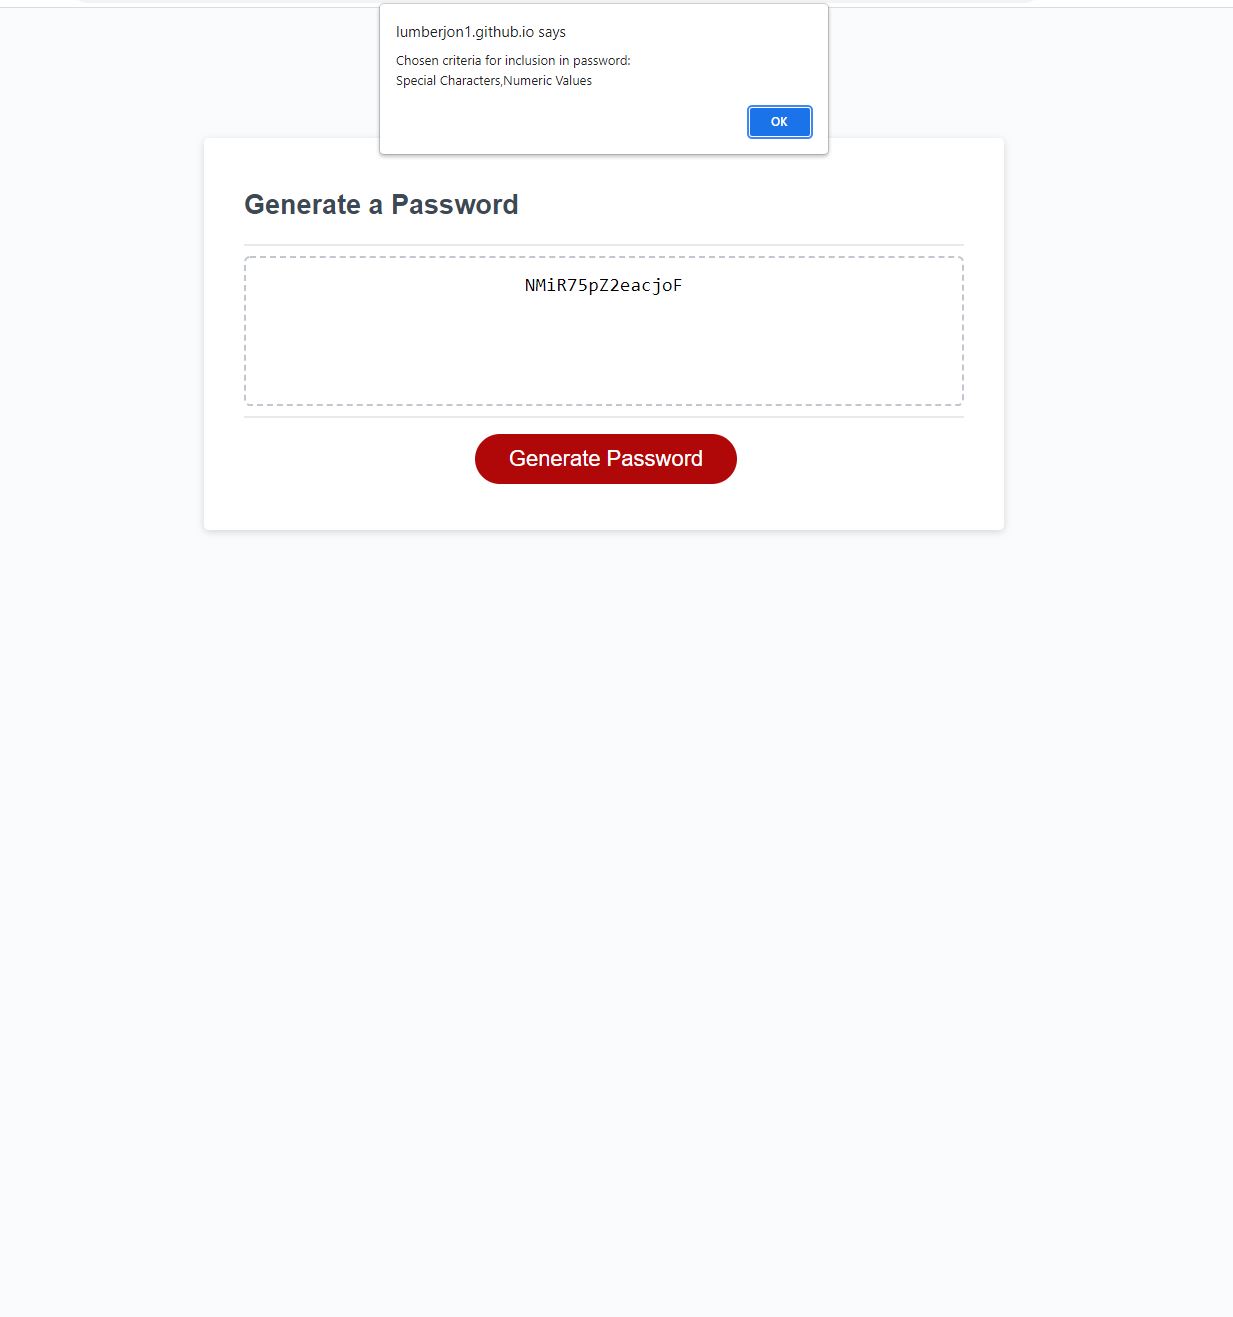 lumberjon1.github.io says
Chosen criteria for inclusion in password:
Special Characters,Numeric Values
OK
Generate a Password
NMiR75pZ2eacjoF
Generate Password